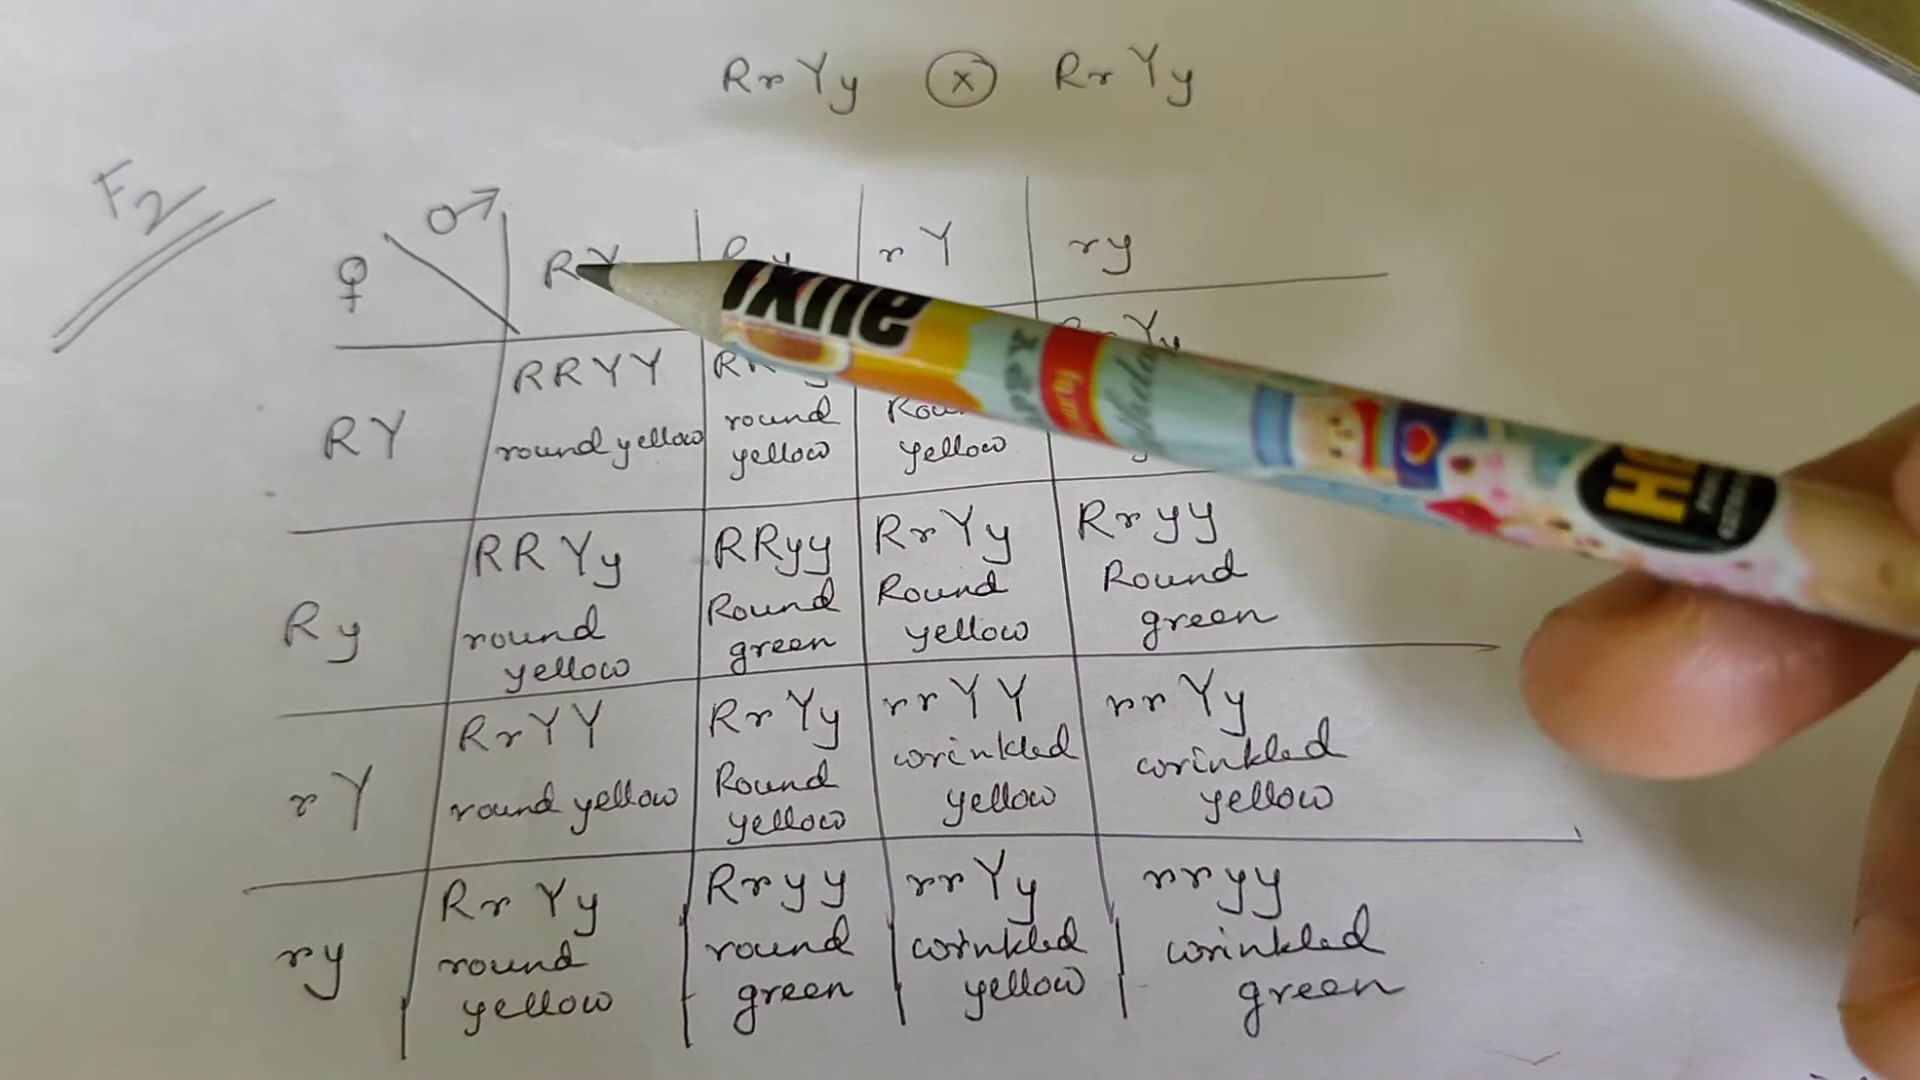 RrYy x RrYy
F2
♀ ♂ RY rY ry
RY RRYY round yellow round yellow yellow
Ry RRYy round yellow RRyy Round green RrYy Round yellow Rryy Round green
rY RrYY round yellow RrYy Round yellow rrYY wrinkled yellow rrYy wrinkled yellow
ry RrYy round yellow Rryy round green rrYy wrinkled yellow rryy wrinkled green